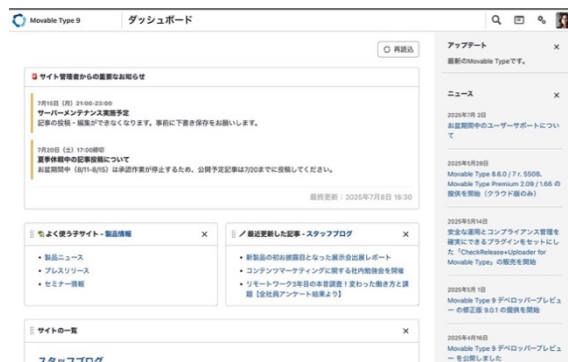 Movable Type 9
ダッシュボード
再読込
サイト管理者からの重要なお知らせ
7月15日（月）21:00-23:00
サーバーメンテナンス実施予定
記事の投稿・編集ができなくなります。事前に下書き保存をお願いします。
7月20日（土）17:00締切
夏季休暇中の記事投稿について
お盆期間中（8/11-8/15）は承認作業が停止するため、公開予定記事は7/20までに投稿してください。
最終更新：2025年7月8日 16:30
よく使う子サイト - 製品情報
・製品ニュース
・プレスリリース
・セミナー情報
最近更新した記事 - スタッフブログ
・新製品の初お披露目となった展示会出展レポート
・コンテンツマーケティングに関する社内勉強会を開催
・リモートワーク3年目の本音調査！変わった働き方と課
題【全社員アンケート結果より】
サイトの一覧
スタッフブログ
アップデート
最新のMovable Typeです。
ニュース
2025年7月 2日
お盆期間中のユーザーサポートについ
て
2025年5月28日
Movable Type 8.6.0 / 7 r. 5508、
Movable Type Premium 2.09 / 1.66 の
提供を開始（クラウド版のみ）
2025年5月14日
安全な運用とコンプライアンス管理を
確実にできるプラグインをセットにし
た「CheckRelease+Uploader for
Movable Type」の販売を開始
2025年5月 1日
Movable Type 9 デベロッパープレビュ
ー の修正版 9.0.1 の提供を開始
2025年4月16日
Movable Type 9 デベロッパープレビュ
ー を公開しました